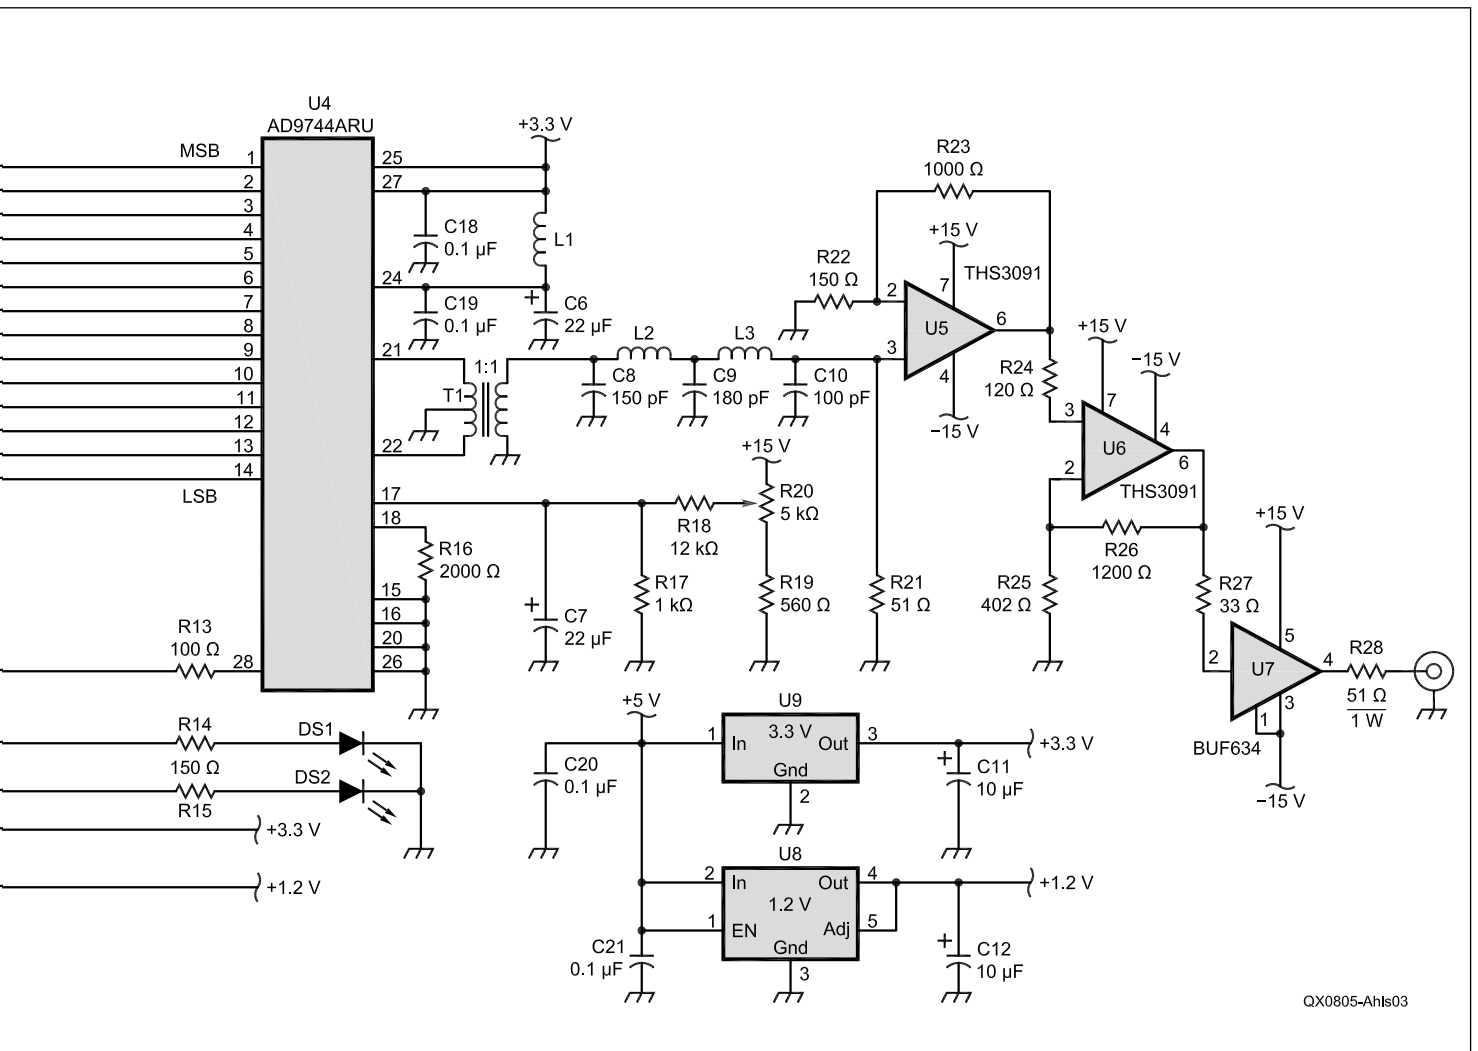 U4
AD9744ARU
MSB
1
2
3
4
5
6
7
8
9
10
11
12
13
14
LSB
28
25
27
24
21
22
17
18
15
16
20
26
+3.3 V
C18
0.1 µF
L1
C19
0.1 µF
+
C6
22 µF
1:1
T1
L2
L3
C8
150 pF
C9
180 pF
C10
100 pF
R22
150 Ω
R23
1000 Ω
+15 V
THS3091
2
7
U5
6
3
4
−15 V
R24
120 Ω
+15 V
−15 V
3
7
4
U6
6
2
THS3091
R26
1200 Ω
R25
402 Ω
R27
33 Ω
+15 V
5
2
U7
4
3
1
BUF634
−15 V
R28
51 Ω
1 W
R16
2000 Ω
+
C7
22 µF
R17
1 kΩ
R18
12 kΩ
+15 V
R20
5 kΩ
R19
560 Ω
R21
51 Ω
R13
100 Ω
R14
150 Ω
R15
DS1
DS2
+3.3 V
+1.2 V
+5 V
C20
0.1 µF
U9
1
In
3.3 V
Out
3
Gnd
2
+3.3 V
+
C11
10 µF
U8
2
In
Out
4
1.2 V
1
EN
Adj
5
Gnd
3
+1.2 V
C21
0.1 µF
+
C12
10 µF
QX0805-Ahls03